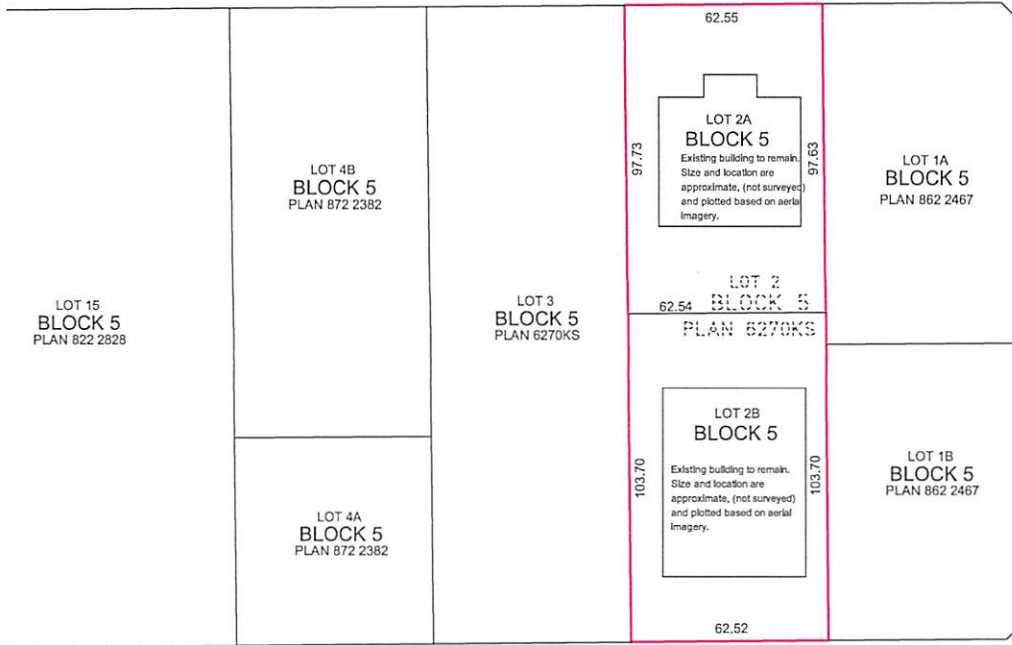 62.55
LOT 2A
BLOCK 5
Existing building to remain.
Size and location are
approximate, (not surveyed)
and plotted based on aerial
imagery.
97.73
97.63
LOT 4B
BLOCK 5
PLAN 872 2382
LOT 1A
BLOCK 5
PLAN 862 2467
LOT 15
BLOCK 5
PLAN 822 2828
LOT 3
BLOCK 5
PLAN 6270KS
LOT 2
62.54
BLOCK 5
PLAN 6270KS
LOT 2B
BLOCK 5
Existing building to remain.
Size and location are
approximate, (not surveyed)
and plotted based on aerial
imagery.
103.70
103.70
LOT 1B
BLOCK 5
PLAN 862 2467
LOT 4A
BLOCK 5
PLAN 872 2382
62.52